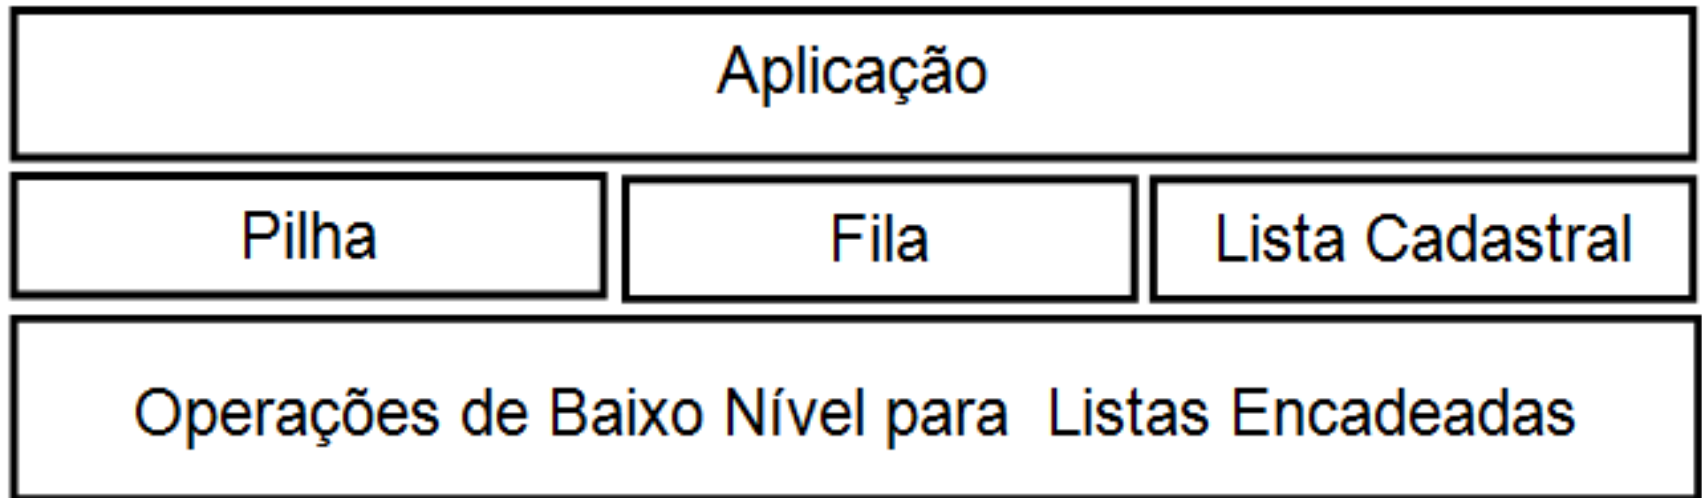 Aplicação
Pilha
Fila
Lista Cadastral
Operações de Baixo Nível para Listas Encadeadas